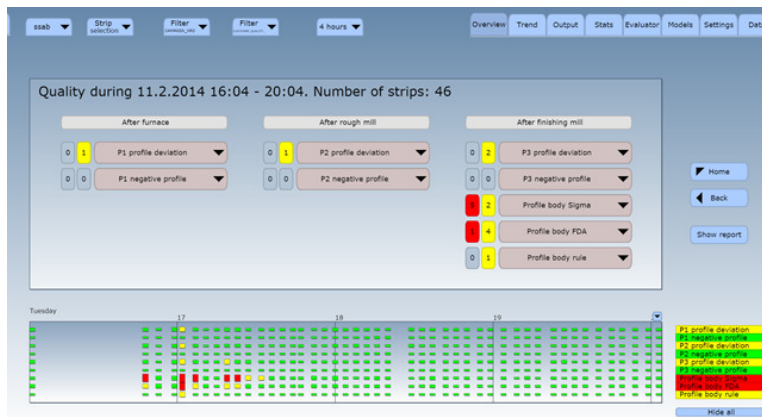 ssab
Strip selection
Filter
Filter
4 hours
Overview
Trend
Output
Stats
Evaluator
Models
Settings
Dat
Quality during 11.2.2014 16:04 - 20:04. Number of strips: 46
After furnace
After rough mill
After finishing mill
0 1 P1 profile deviation
0 1 P2 profile deviation
0 2 P3 profile deviation
0 0 P1 negative profile
0 0 P2 negative profile
0 0 P3 negative profile
2 Profile body Sigma
1 4 Profile body FDA
0 1 Profile body rule
Home
Back
Show report
Tuesday
17
18
19
P1 profile deviation
P1 negative profile
P2 profile deviation
P2 negative profile
P3 profile deviation
P3 negative profile
Profile body Sigma
Profile body FDA
Profile body rule
Hide all